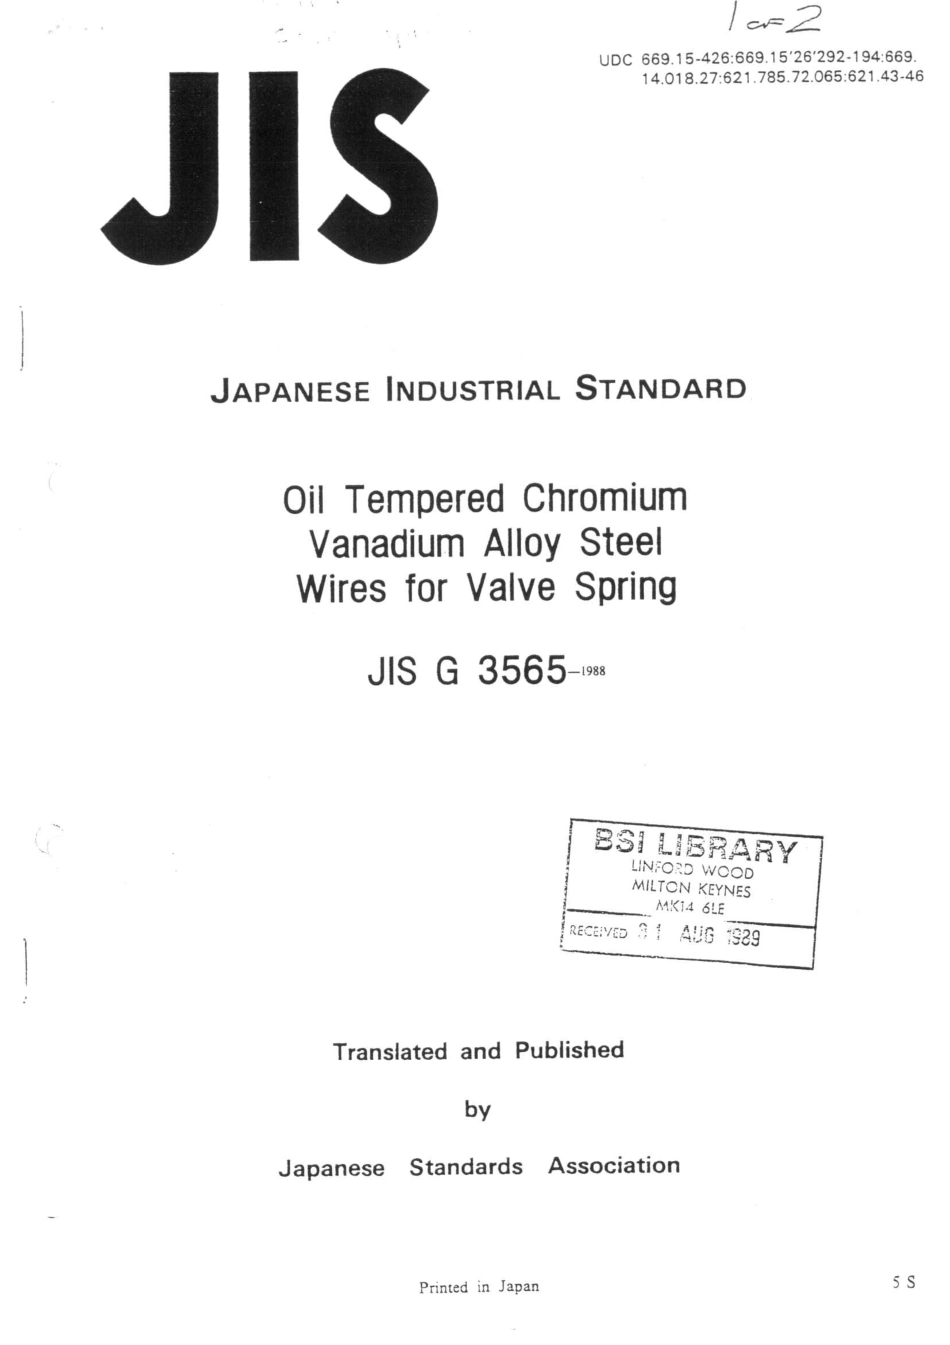 1 of 2
UDC 669.15-426:669.15'26'292-194:669.
14.018.27:621.785.72.065:621.43-46
JIS
JAPANESE INDUSTRIAL STANDARD
Oil Tempered Chromium
Vanadium Alloy Steel
Wires for Valve Spring
JIS G 3565-1988
BSI LIBRARY
LINFORD WOOD
MILTON KEYNES
MK14 6LE
RECEIVED 31 AUG 1989
Translated and Published
by
Japanese Standards Association
Printed in Japan
5 S